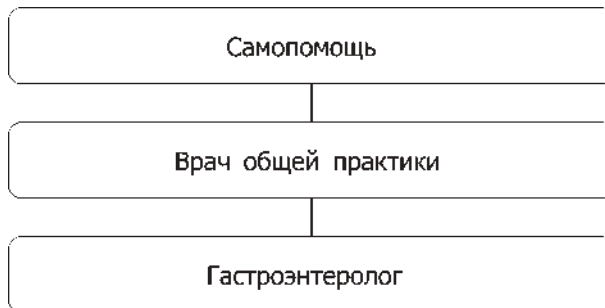 Самопомощь
Врач общей практики
Гастроэнтеролог